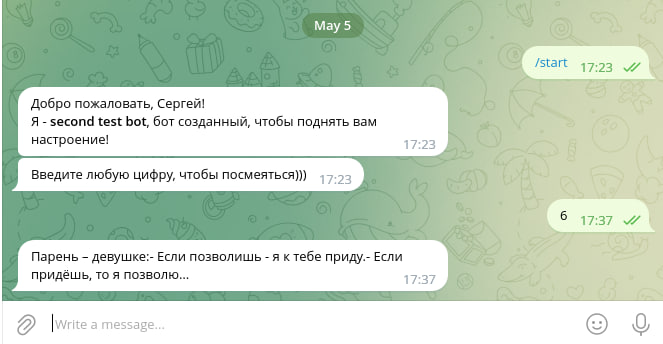 May 5
/start 17:23
Добро пожаловать, Сергей!
Я - second test bot, бот созданный, чтобы поднять вам
настроение!
17:23
Введите любую цифру, чтобы посмеяться))) 17:23
6 17:37
Парень – девушке:- Если позволишь - я к тебе приду.- Если
придёшь, то я позволю...
17:37
Write a message...